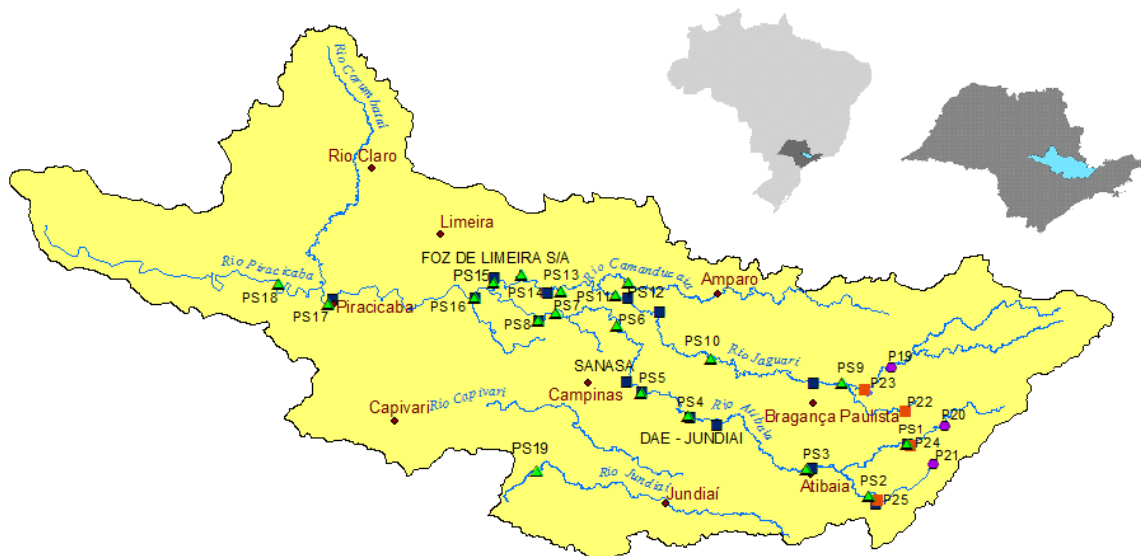 Rio Corumbataí
Rio Claro
Limeira
FOZ DE LIMEIRA S/A
Rio Piracicaba
PS15
PS13
Rio Camanducaia
Amparo
PS18
PS14
PS11
PS12
PS16
PS17
Piracicaba
PS7
PS8
PS6
PS10
Rio Jaguari
P19
SANASA
PS9
P23
PS5
Campinas
Rio Capivari
Capivari
PS4
Rio Atibaia
Bragança Paulista
P22
P20
DAE - JUNDIAI
PS1
P24
P21
PS19
Rio Jundiaí
PS3
Atibaia
PS2
P25
Jundiaí